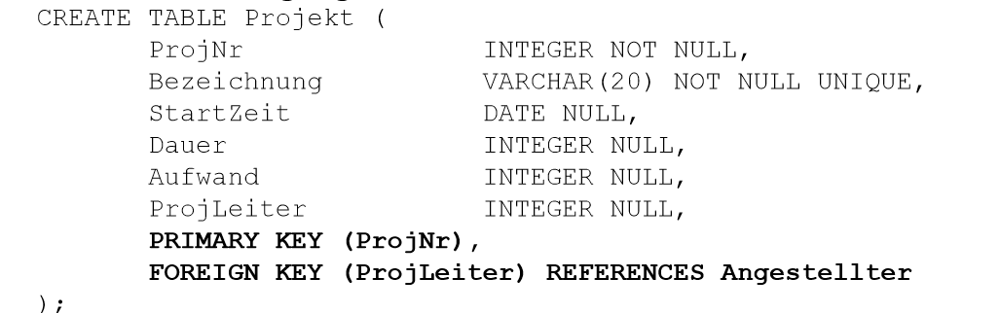 CREATE TABLE Projekt (
ProjNr INTEGER NOT NULL,
Bezeichnung VARCHAR(20) NOT NULL UNIQUE,
StartZeit DATE NULL,
Dauer INTEGER NULL,
Aufwand INTEGER NULL,
ProjLeiter INTEGER NULL,
PRIMARY KEY (ProjNr),
FOREIGN KEY (ProjLeiter) REFERENCES Angestellter
);